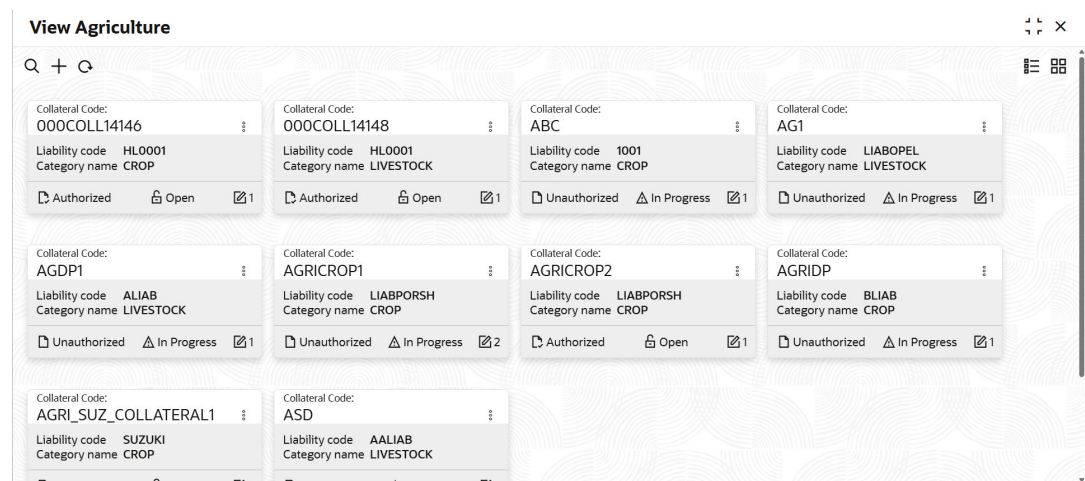 View Agriculture
Collateral Code:
000COLL14146
Liability code HL0001
Category name CROP
Authorized Open 1
Collateral Code:
000COLL14148
Liability code HL0001
Category name LIVESTOCK
Authorized Open 1
Collateral Code:
ABC
Liability code 1001
Category name CROP
Unauthorized In Progress 1
Collateral Code:
AG1
Liability code LIABOPEL
Category name LIVESTOCK
Unauthorized In Progress 1
Collateral Code:
AGDP1
Liability code ALIAB
Category name LIVESTOCK
Unauthorized In Progress 1
Collateral Code:
AGRICROP1
Liability code LIABPORSH
Category name CROP
Unauthorized In Progress 2
Collateral Code:
AGRICROP2
Liability code LIABPORSH
Category name CROP
Authorized Open 1
Collateral Code:
AGRIDP
Liability code BLIAB
Category name CROP
Unauthorized In Progress 1
Collateral Code:
AGRI_SUZ_COLLATERAL1
Liability code SUZUKI
Category name CROP
Collateral Code:
ASD
Liability code AALIAB
Category name LIVESTOCK